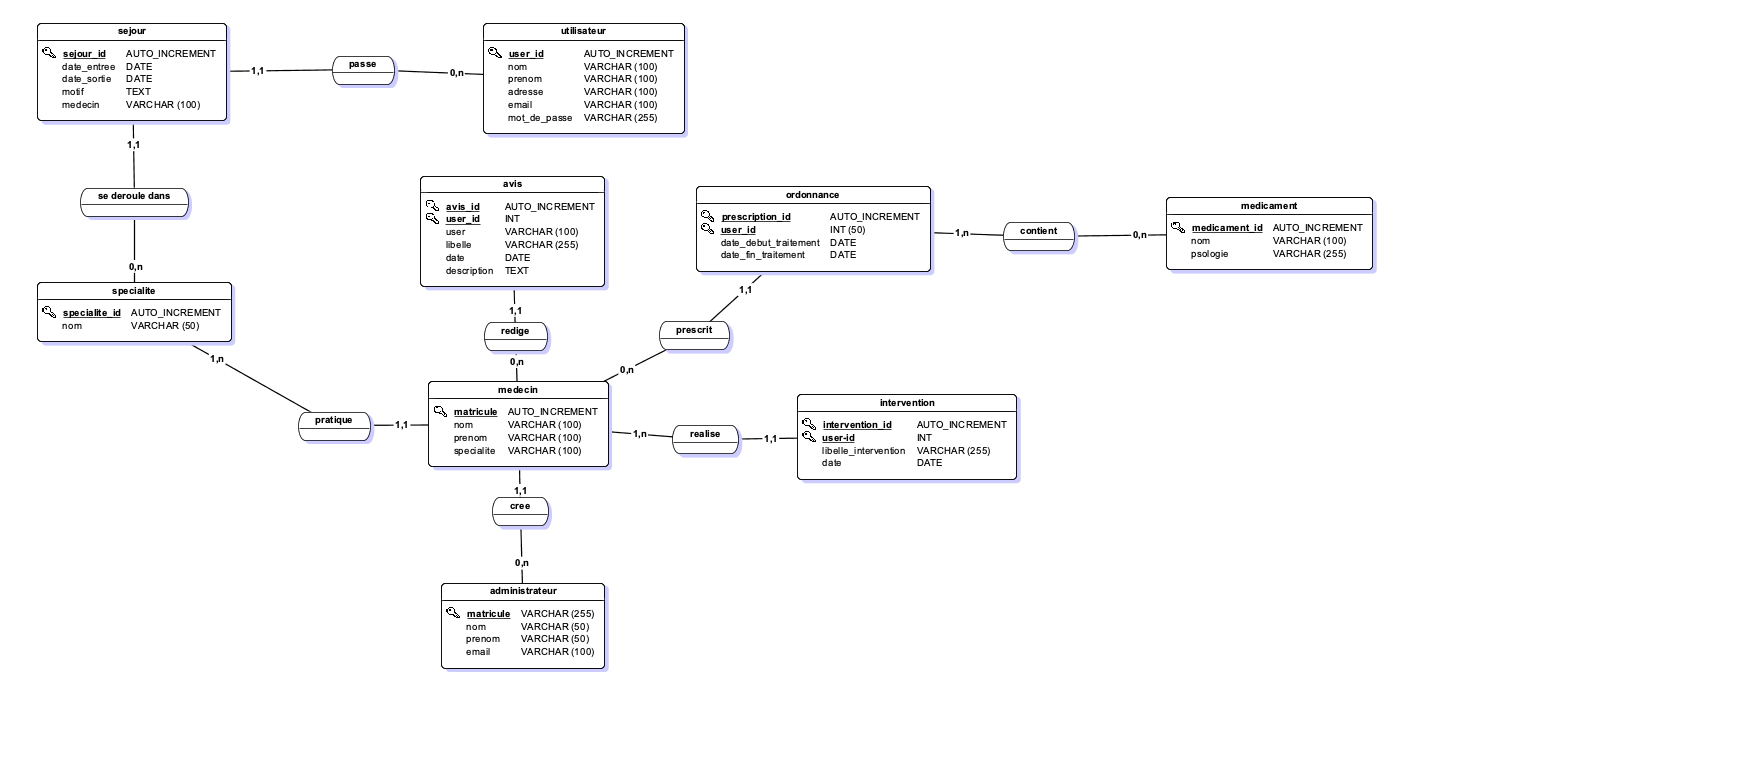 sejour
sejour_id AUTO_INCREMENT
date_entree DATE
date_sortie DATE
motif TEXT
medecin VARCHAR (100)
1,1
passe
0,n
utilisateur
user_id AUTO_INCREMENT
nom VARCHAR (100)
prenom VARCHAR (100)
adresse VARCHAR (100)
email VARCHAR (100)
mot_de_passe VARCHAR (255)
1,1
se deroule dans
0,n
specialite
specialite_id AUTO_INCREMENT
nom VARCHAR (50)
avis
avis_id AUTO_INCREMENT
user_id INT
user VARCHAR (100)
libelle VARCHAR (255)
date DATE
description TEXT
1,1
redige
0,n
ordonnance
prescription_id AUTO_INCREMENT
user_id INT (50)
date_debut_traitement DATE
date_fin_traitement DATE
1,n
contient
0,n
medicament
medicament_id AUTO_INCREMENT
nom VARCHAR (100)
psologie VARCHAR (255)
1,1
prescrit
0,n
1,n
pratique
1,1
medecin
matricule AUTO_INCREMENT
nom VARCHAR (100)
prenom VARCHAR (100)
specialite VARCHAR (100)
1,n
realise
1,1
intervention
intervention_id AUTO_INCREMENT
user-id INT
libelle_intervention VARCHAR (255)
date DATE
1,1
cree
0,n
administrateur
matricule VARCHAR (255)
nom VARCHAR (50)
prenom VARCHAR (50)
email VARCHAR (100)